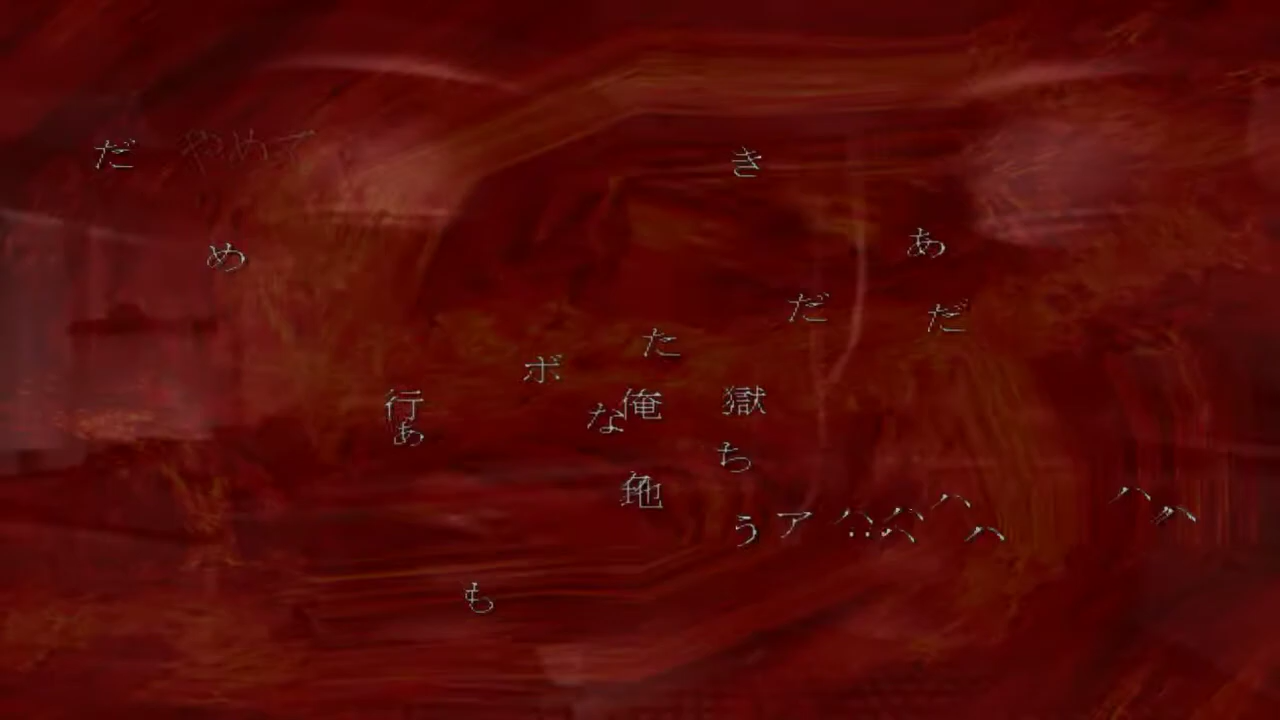 だ やめて き
め あ
だ だ
た
ボ
行 な 俺 獄
あ ち
地
う ア ハ ハ ハ ハ ハ ハ
も